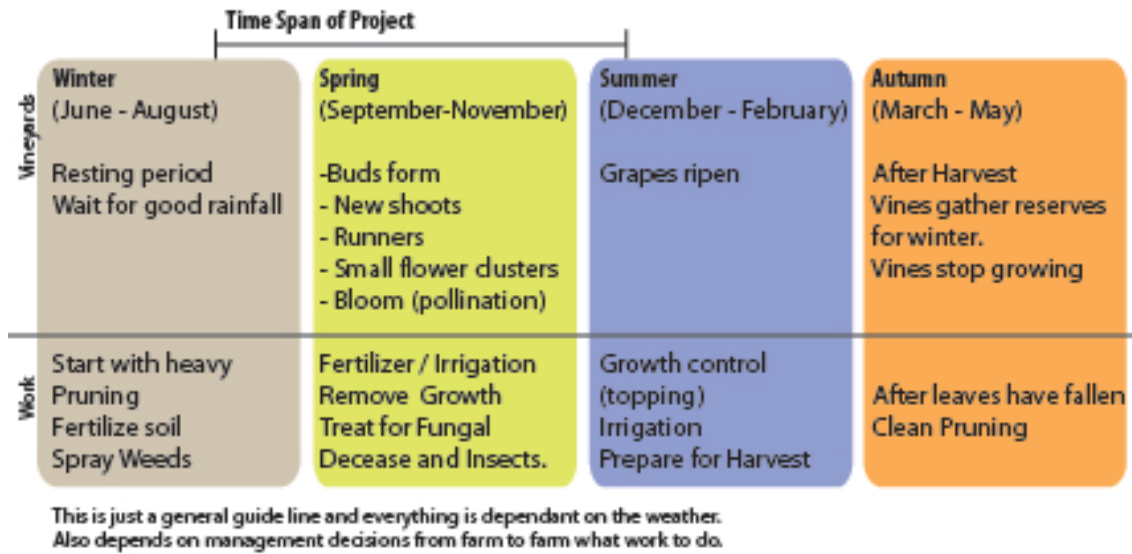 Time Span of Project
Vineyards
Winter
(June - August)
Resting period
Wait for good rainfall
Spring
(September-November)
-Buds form
- New shoots
- Runners
- Small flower clusters
- Bloom (pollination)
Summer
(December - February)
Grapes ripen
Autumn
(March - May)
After Harvest
Vines gather reserves
for winter.
Vines stop growing
Work
Start with heavy
Pruning
Fertilize soil
Spray Weeds
Fertilizer / Irrigation
Remove Growth
Treat for Fungal
Decease and Insects.
Growth control
(topping)
Irrigation
Prepare for Harvest
After leaves have fallen
Clean Pruning
This is just a general guide line and everything is dependant on the weather.
Also depends on management decisions from farm to farm what work to do.